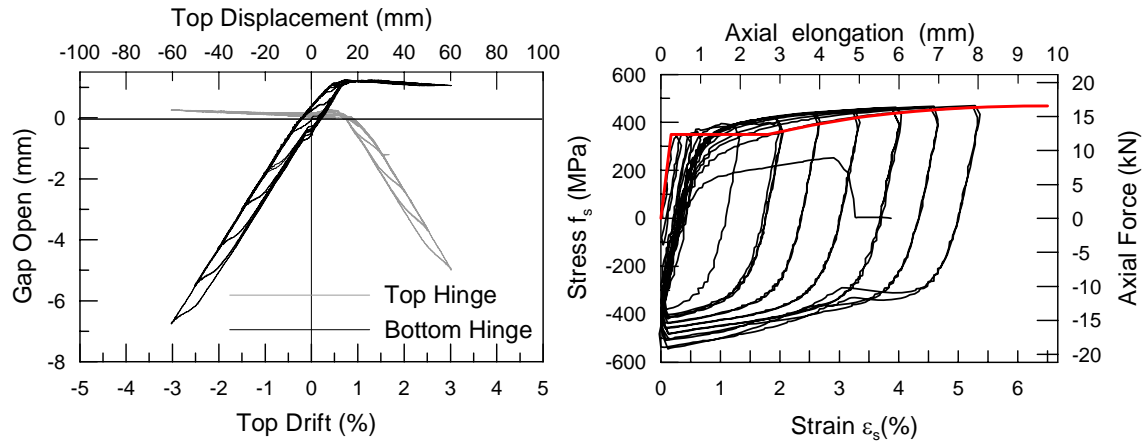 Top Displacement (mm)
-100 -80 -60 -40 -20 0 20 40 60 80 100
Gap Open (mm)
0
-2
-4
-6
-8
Top Hinge
Bottom Hinge
-5 -4 -3 -2 -1 0 1 2 3 4 5
Top Drift (%)
Axial elongation (mm)
0 1 2 3 4 5 6 7 8 9 10
Stress fs (MPa)
600
400
200
0
-200
-400
-600
20
15
10
5
0
-5
-10
-15
-20
Axial Force (kN)
0 1 2 3 4 5 6
Strain εs(%)